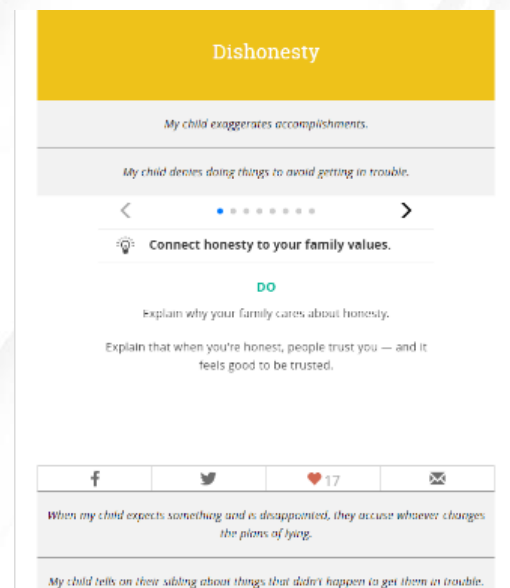 Dishonesty
My child exaggerates accomplishments.
My child denies doing things to avoid getting in trouble.
Connect honesty to your family values.
DO
Explain why your family cares about honesty.
Explain that when you're honest, people trust you — and it
feels good to be trusted.
17
When my child expects something and is disappointed, they accuse whoever changes
the plans of lying.
My child tells on their sibling about things that didn't happen to get them in trouble.